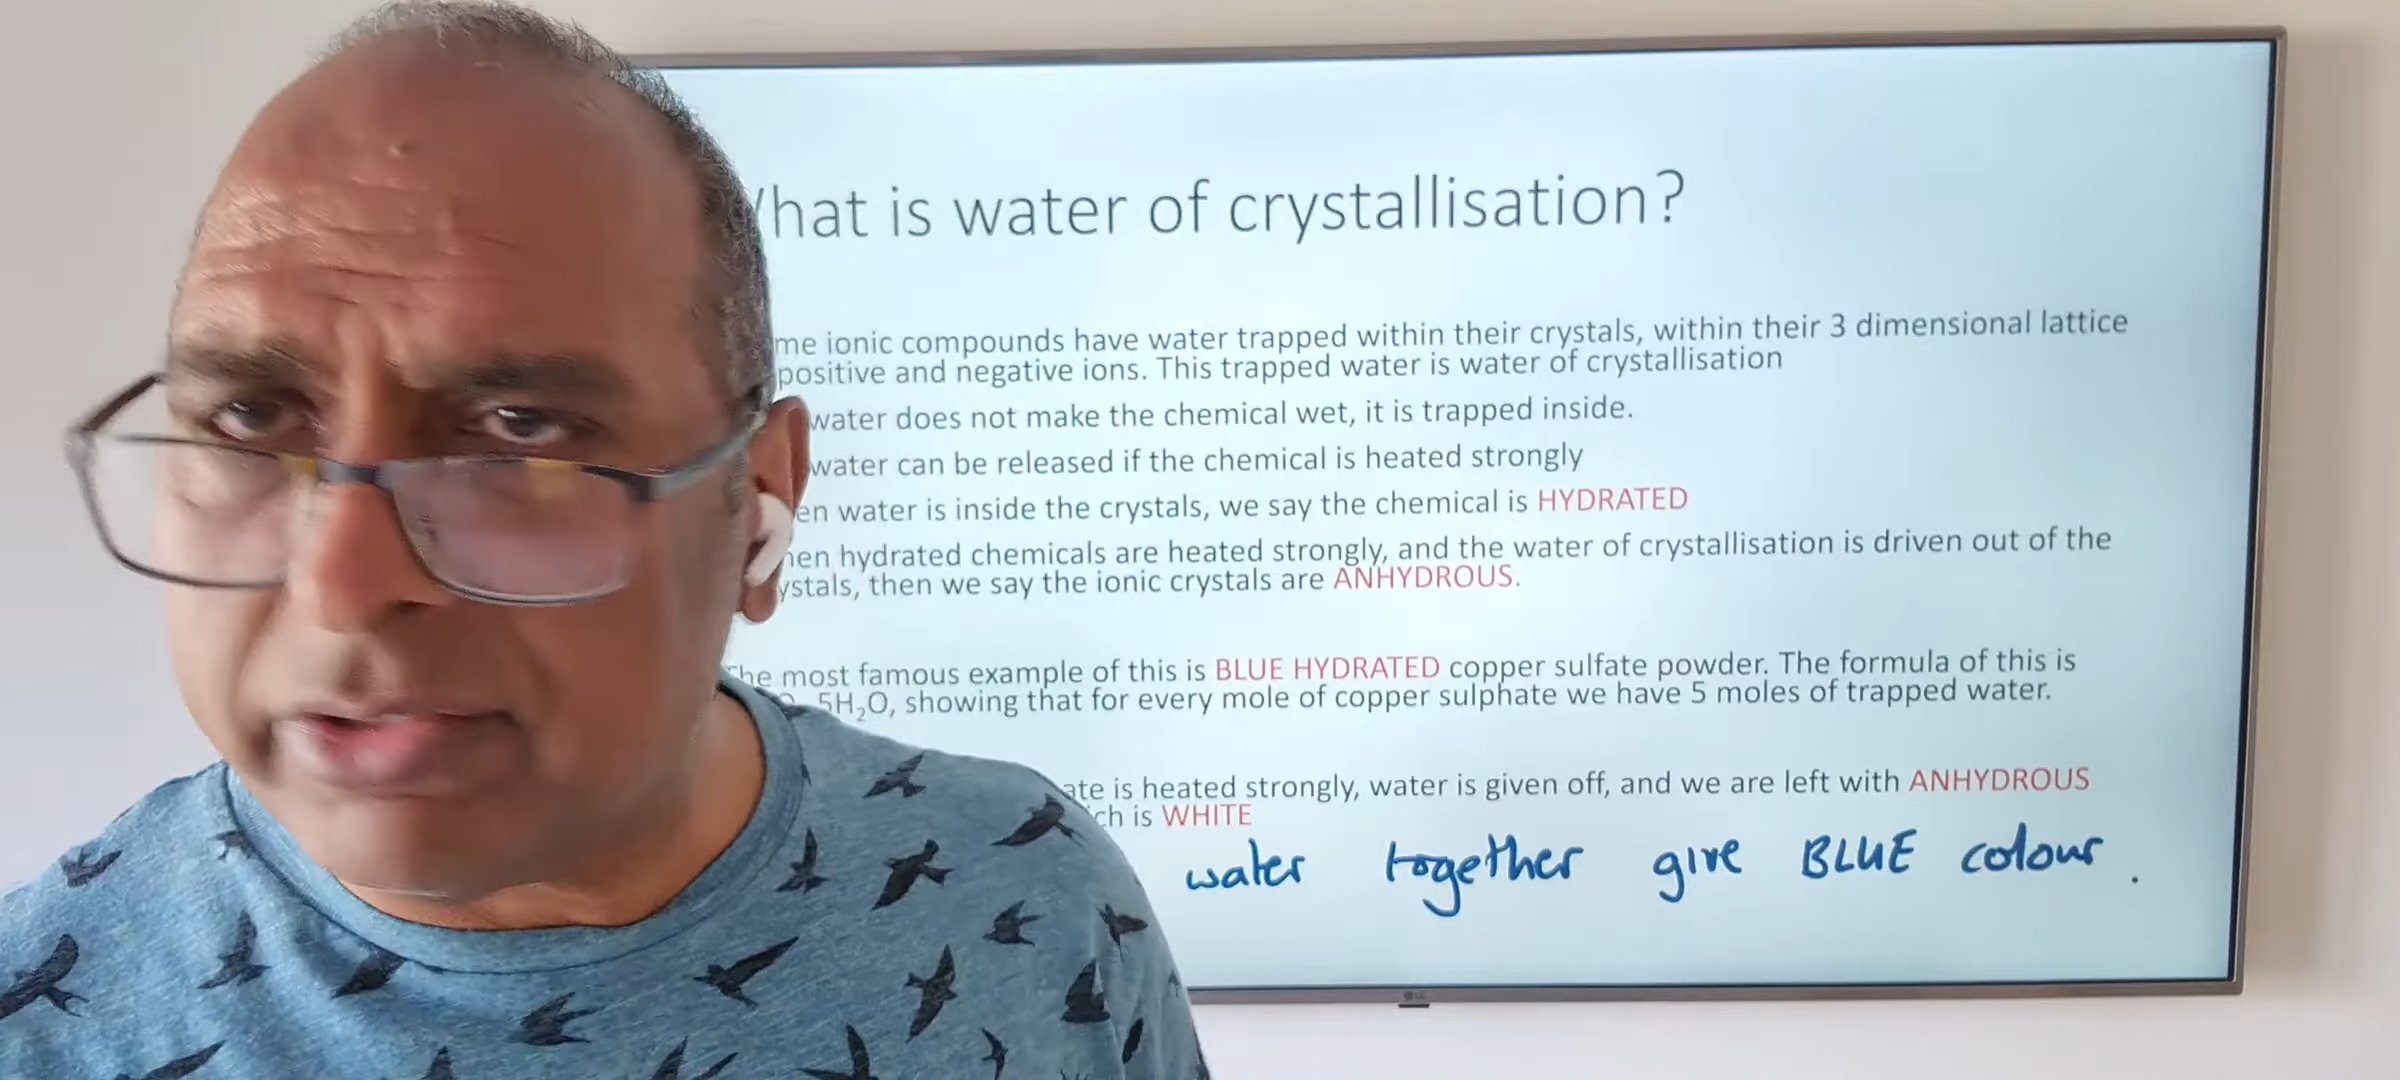 What is water of crystallisation?
me ionic compounds have water trapped within their crystals, within their 3 dimensional lattice
positive and negative ions. This trapped water is water of crystallisation
water does not make the chemical wet, it is trapped inside.
water can be released if the chemical is heated strongly
en water is inside the crystals, we say the chemical is HYDRATED
hen hydrated chemicals are heated strongly, and the water of crystallisation is driven out of the
ystals, then we say the ionic crystals are ANHYDROUS.
The most famous example of this is BLUE HYDRATED copper sulfate powder. The formula of this is
5H₂O, showing that for every mole of copper sulphate we have 5 moles of trapped water.
ate is heated strongly, water is given off, and we are left with ANHYDROUS
ch is WHITE
water together give BLUE colour.
LG